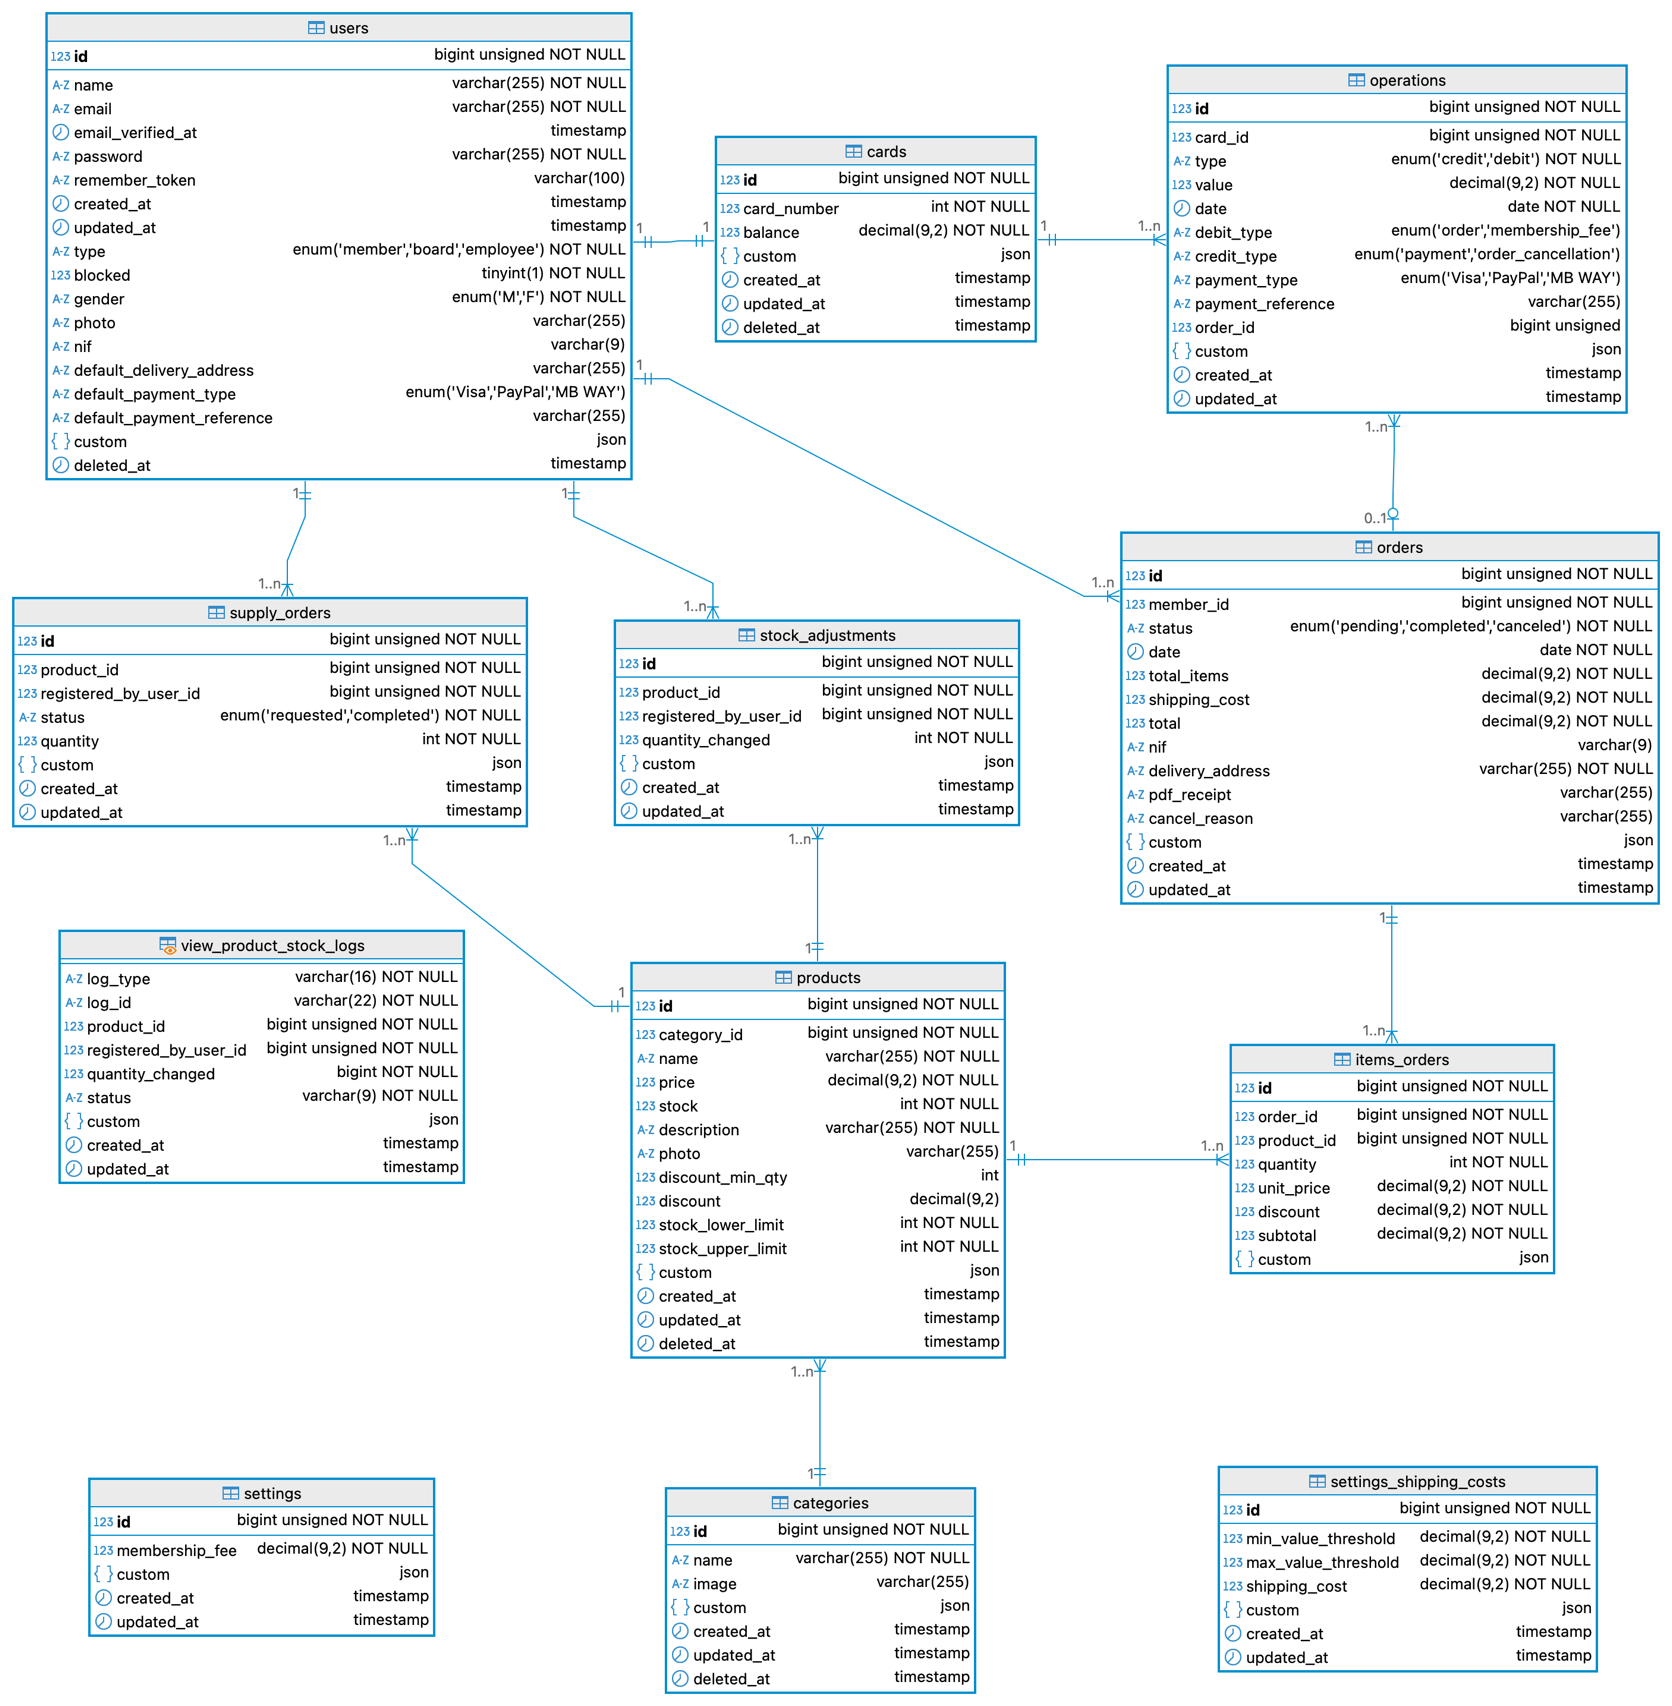 users
123 id bigint unsigned NOT NULL
A-Z name varchar(255) NOT NULL
A-Z email varchar(255) NOT NULL
email_verified_at timestamp
A-Z password varchar(255) NOT NULL
A-Z remember_token varchar(100)
created_at timestamp
updated_at timestamp
A-Z type enum('member','board','employee') NOT NULL
123 blocked tinyint(1) NOT NULL
A-Z gender enum('M','F') NOT NULL
A-Z photo varchar(255)
A-Z nif varchar(9)
A-Z default_delivery_address varchar(255)
A-Z default_payment_type enum('Visa','PayPal','MB WAY')
A-Z default_payment_reference varchar(255)
{ } custom json
deleted_at timestamp
1
1
cards
123 id bigint unsigned NOT NULL
123 card_number int NOT NULL
123 balance decimal(9,2) NOT NULL
{ } custom json
created_at timestamp
updated_at timestamp
deleted_at timestamp
1
1..n
operations
123 id bigint unsigned NOT NULL
123 card_id bigint unsigned NOT NULL
A-Z type enum('credit','debit') NOT NULL
123 value decimal(9,2) NOT NULL
date date NOT NULL
A-Z debit_type enum('order','membership_fee')
A-Z credit_type enum('payment','order_cancellation')
A-Z payment_type enum('Visa','PayPal','MB WAY')
A-Z payment_reference varchar(255)
123 order_id bigint unsigned
{ } custom json
created_at timestamp
updated_at timestamp
1
1..n
1..n
0..1
1
1..n
1
1..n
supply_orders
123 id bigint unsigned NOT NULL
123 product_id bigint unsigned NOT NULL
123 registered_by_user_id bigint unsigned NOT NULL
A-Z status enum('requested','completed') NOT NULL
123 quantity int NOT NULL
{ } custom json
created_at timestamp
updated_at timestamp
1..n
1
stock_adjustments
123 id bigint unsigned NOT NULL
123 product_id bigint unsigned NOT NULL
123 registered_by_user_id bigint unsigned NOT NULL
123 quantity_changed int NOT NULL
{ } custom json
created_at timestamp
updated_at timestamp
1..n
1
orders
123 id bigint unsigned NOT NULL
123 member_id bigint unsigned NOT NULL
A-Z status enum('pending','completed','canceled') NOT NULL
date date NOT NULL
123 total_items decimal(9,2) NOT NULL
123 shipping_cost decimal(9,2) NOT NULL
123 total decimal(9,2) NOT NULL
A-Z nif varchar(9)
A-Z delivery_address varchar(255) NOT NULL
A-Z pdf_receipt varchar(255)
A-Z cancel_reason varchar(255)
{ } custom json
created_at timestamp
updated_at timestamp
1
1..n
view_product_stock_logs
A-Z log_type varchar(16) NOT NULL
A-Z log_id varchar(22) NOT NULL
123 product_id bigint unsigned NOT NULL
123 registered_by_user_id bigint unsigned NOT NULL
123 quantity_changed bigint NOT NULL
A-Z status varchar(9) NOT NULL
{ } custom json
created_at timestamp
updated_at timestamp
products
123 id bigint unsigned NOT NULL
123 category_id bigint unsigned NOT NULL
A-Z name varchar(255) NOT NULL
123 price decimal(9,2) NOT NULL
123 stock int NOT NULL
A-Z description varchar(255) NOT NULL
A-Z photo varchar(255)
123 discount_min_qty int
123 discount decimal(9,2)
123 stock_lower_limit int NOT NULL
123 stock_upper_limit int NOT NULL
{ } custom json
created_at timestamp
updated_at timestamp
deleted_at timestamp
1
1..n
items_orders
123 id bigint unsigned NOT NULL
123 order_id bigint unsigned NOT NULL
123 product_id bigint unsigned NOT NULL
123 quantity int NOT NULL
123 unit_price decimal(9,2) NOT NULL
123 discount decimal(9,2) NOT NULL
123 subtotal decimal(9,2) NOT NULL
{ } custom json
1..n
1
settings
123 id bigint unsigned NOT NULL
123 membership_fee decimal(9,2) NOT NULL
{ } custom json
created_at timestamp
updated_at timestamp
categories
123 id bigint unsigned NOT NULL
A-Z name varchar(255) NOT NULL
A-Z image varchar(255)
{ } custom json
created_at timestamp
updated_at timestamp
deleted_at timestamp
settings_shipping_costs
123 id bigint unsigned NOT NULL
123 min_value_threshold decimal(9,2) NOT NULL
123 max_value_threshold decimal(9,2) NOT NULL
123 shipping_cost decimal(9,2) NOT NULL
{ } custom json
created_at timestamp
updated_at timestamp